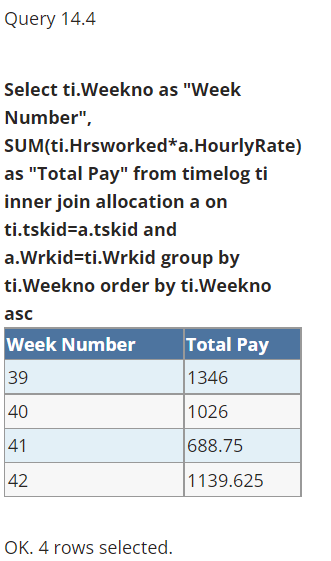 Query 14.4
Select ti.Weekno as "Week
Number",
SUM(ti.Hrsworked*a.HourlyRate)
as "Total Pay" from timelog ti
inner join allocation a on
ti.tskid=a.tskid and
a.Wrkid=ti.Wrkid group by
ti.Weekno order by ti.Weekno
asc
Week Number Total Pay
39 1346
40 1026
41 688.75
42 1139.625
OK. 4 rows selected.